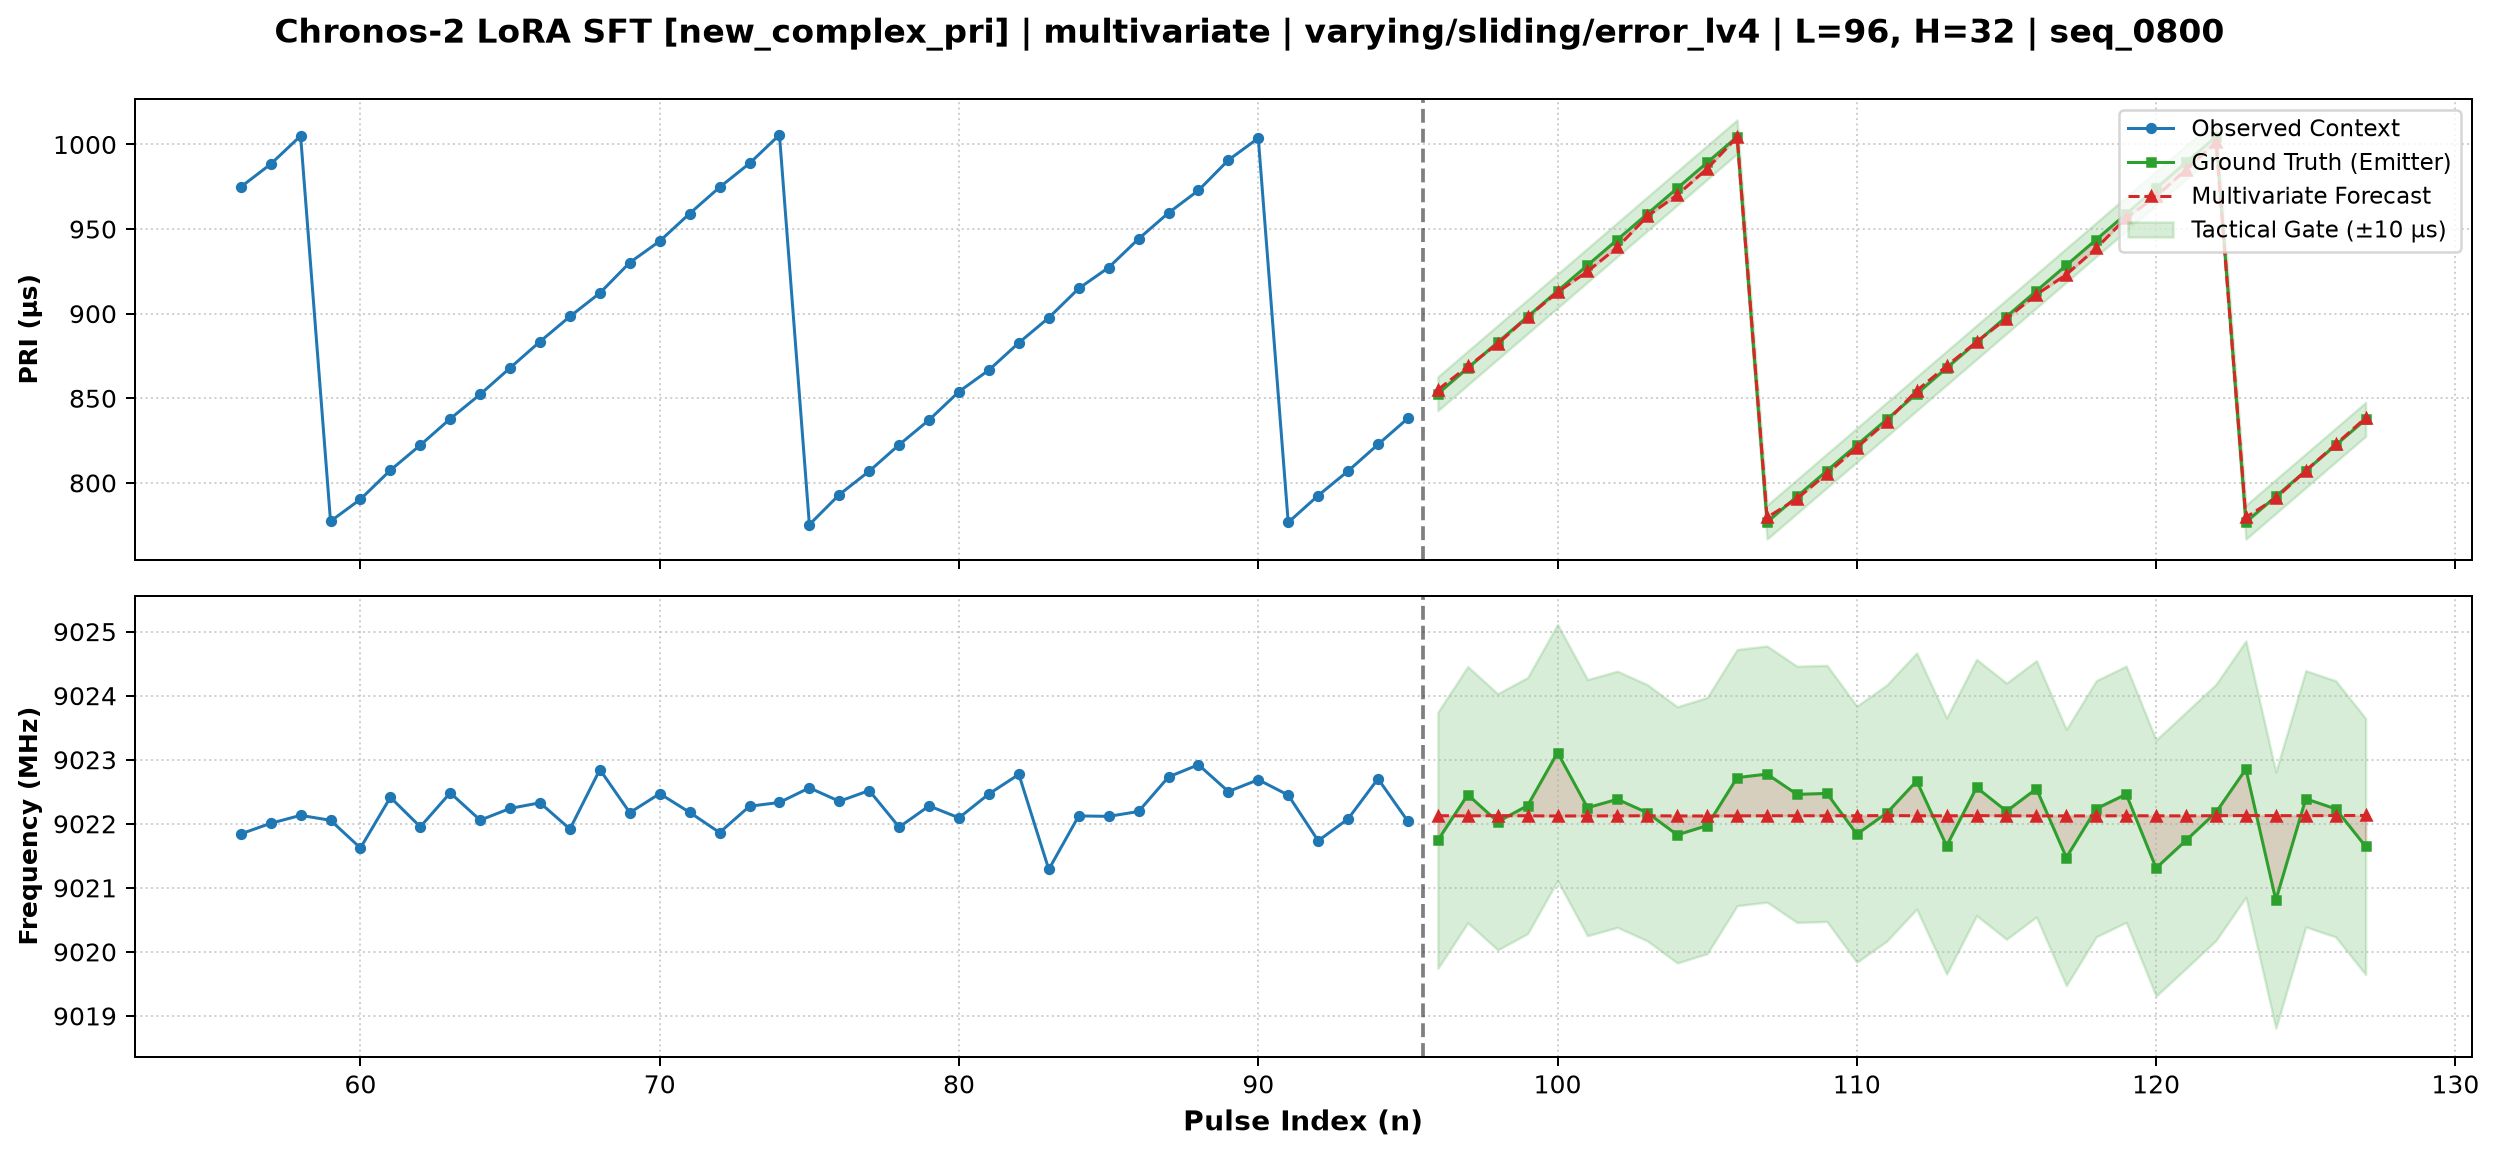 Chronos-2 LoRA SFT [new_complex_pri] | multivariate | varying/sliding/error_lv4 | L=96, H=32 | seq_0800
PRI (µs)
1000
950
900
850
800
Observed Context
Ground Truth (Emitter)
Multivariate Forecast
Tactical Gate (±10 µs)
Frequency (MHz)
9025
9024
9023
9022
9021
9020
9019
60 70 80 90 100 110 120 130
Pulse Index (n)